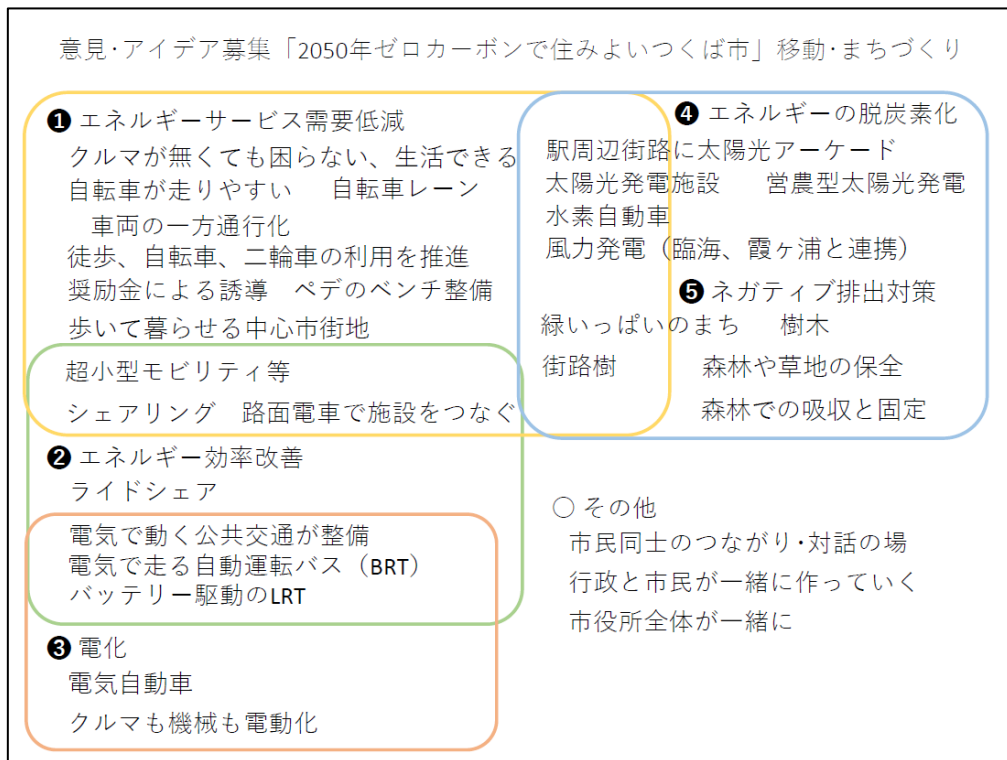 意見･アイデア募集「2050年ゼロカーボンで住みよいつくば市」移動･まちづくり
❶ エネルギーサービス需要低減
クルマが無くても困らない、生活できる
自転車が走りやすい　自転車レーン
車両の一方通行化
徒歩、自転車、二輪車の利用を推進
奨励金による誘導　ペデのベンチ整備
歩いて暮らせる中心市街地
超小型モビリティ等
シェアリング　路面電車で施設をつなぐ
❷ エネルギー効率改善
ライドシェア
電気で動く公共交通が整備
電気で走る自動運転バス（BRT）
バッテリー駆動のLRT
❸ 電化
電気自動車
クルマも機械も電動化
❹ エネルギーの脱炭素化
駅周辺街路に太陽光アーケード
太陽光発電施設　営農型太陽光発電
水素自動車
風力発電（臨海、霞ヶ浦と連携）
❺ ネガティブ排出対策
緑いっぱいのまち　樹木
街路樹　森林や草地の保全
森林での吸収と固定
○ その他
市民同士のつながり･対話の場
行政と市民が一緒に作っていく
市役所全体が一緒に